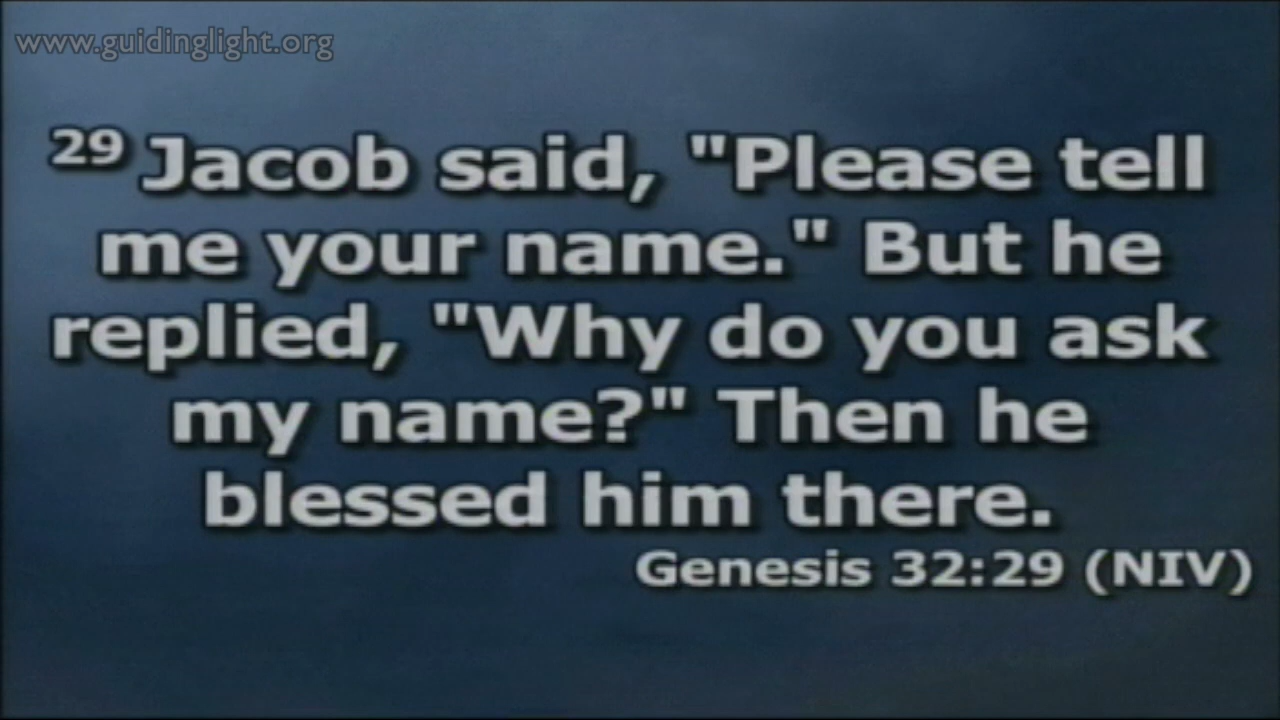 www.guidinglight.org
29 Jacob said, "Please tell
me your name." But he
replied, "Why do you ask
my name?" Then he
blessed him there.
Genesis 32:29 (NIV)